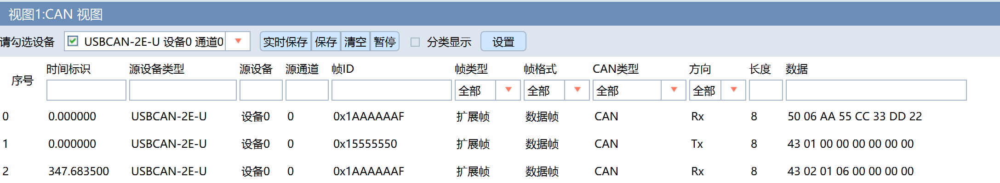 视图1:CAN 视图
请勾选设备 USBCAN-2E-U 设备0 通道0 实时保存 保存 清空 暂停 分类显示 设置
序号 时间标识 源设备类型 源设备 源通道 帧ID 帧类型 帧格式 CAN类型 方向 长度 数据
全部 全部 全部 全部
0 0.000000 USBCAN-2E-U 设备0 0 0x1AAAAAAF 扩展帧 数据帧 CAN Rx 8 50 06 AA 55 CC 33 DD 22
1 0.000000 USBCAN-2E-U 设备0 0 0x15555550 扩展帧 数据帧 CAN Tx 8 43 01 00 00 00 00 00 00
2 347.683500 USBCAN-2E-U 设备0 0 0x1AAAAAAF 扩展帧 数据帧 CAN Rx 8 43 02 01 06 00 00 00 00